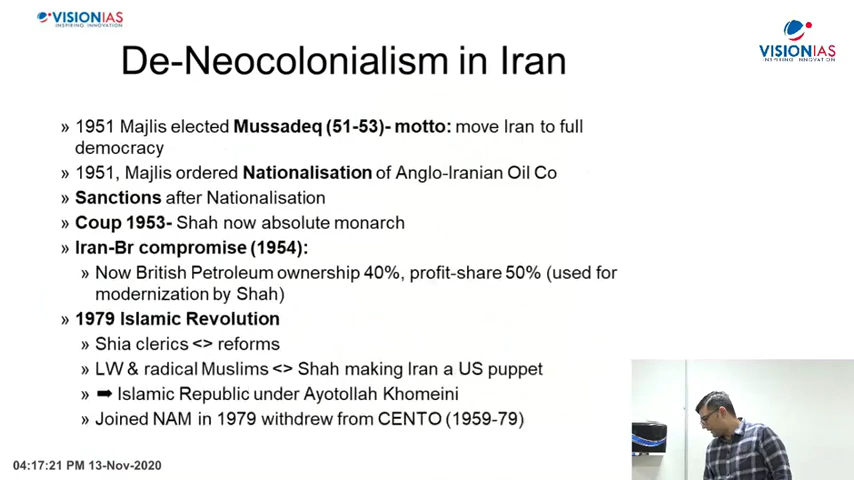 VISIONIAS
INSPIRING INNOVATION
VISIONIAS
INSPIRING INNOVATION
De-Neocolonialism in Iran
» 1951 Majlis elected Mussadeq (51-53)- motto: move Iran to full
democracy
» 1951, Majlis ordered Nationalisation of Anglo-Iranian Oil Co
» Sanctions after Nationalisation
» Coup 1953- Shah now absolute monarch
» Iran-Br compromise (1954):
» Now British Petroleum ownership 40%, profit-share 50% (used for
modernization by Shah)
» 1979 Islamic Revolution
» Shia clerics <> reforms
» LW & radical Muslims <> Shah making Iran a US puppet
» ➡ Islamic Republic under Ayotollah Khomeini
» Joined NAM in 1979 withdrew from CENTO (1959-79)
04:17:21 PM 13-Nov-2020